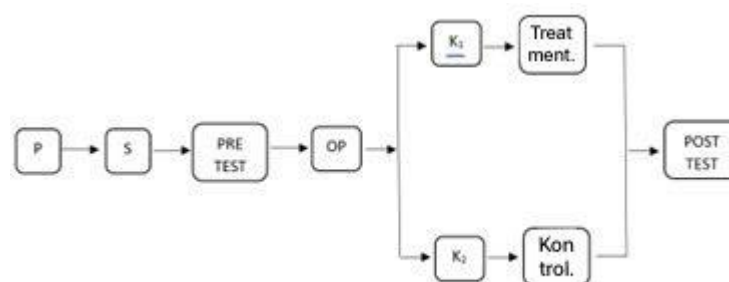 P
S
PRE
TEST
OP
K₁
Treat
ment.
K₂
Kon
trol.
POST
TEST